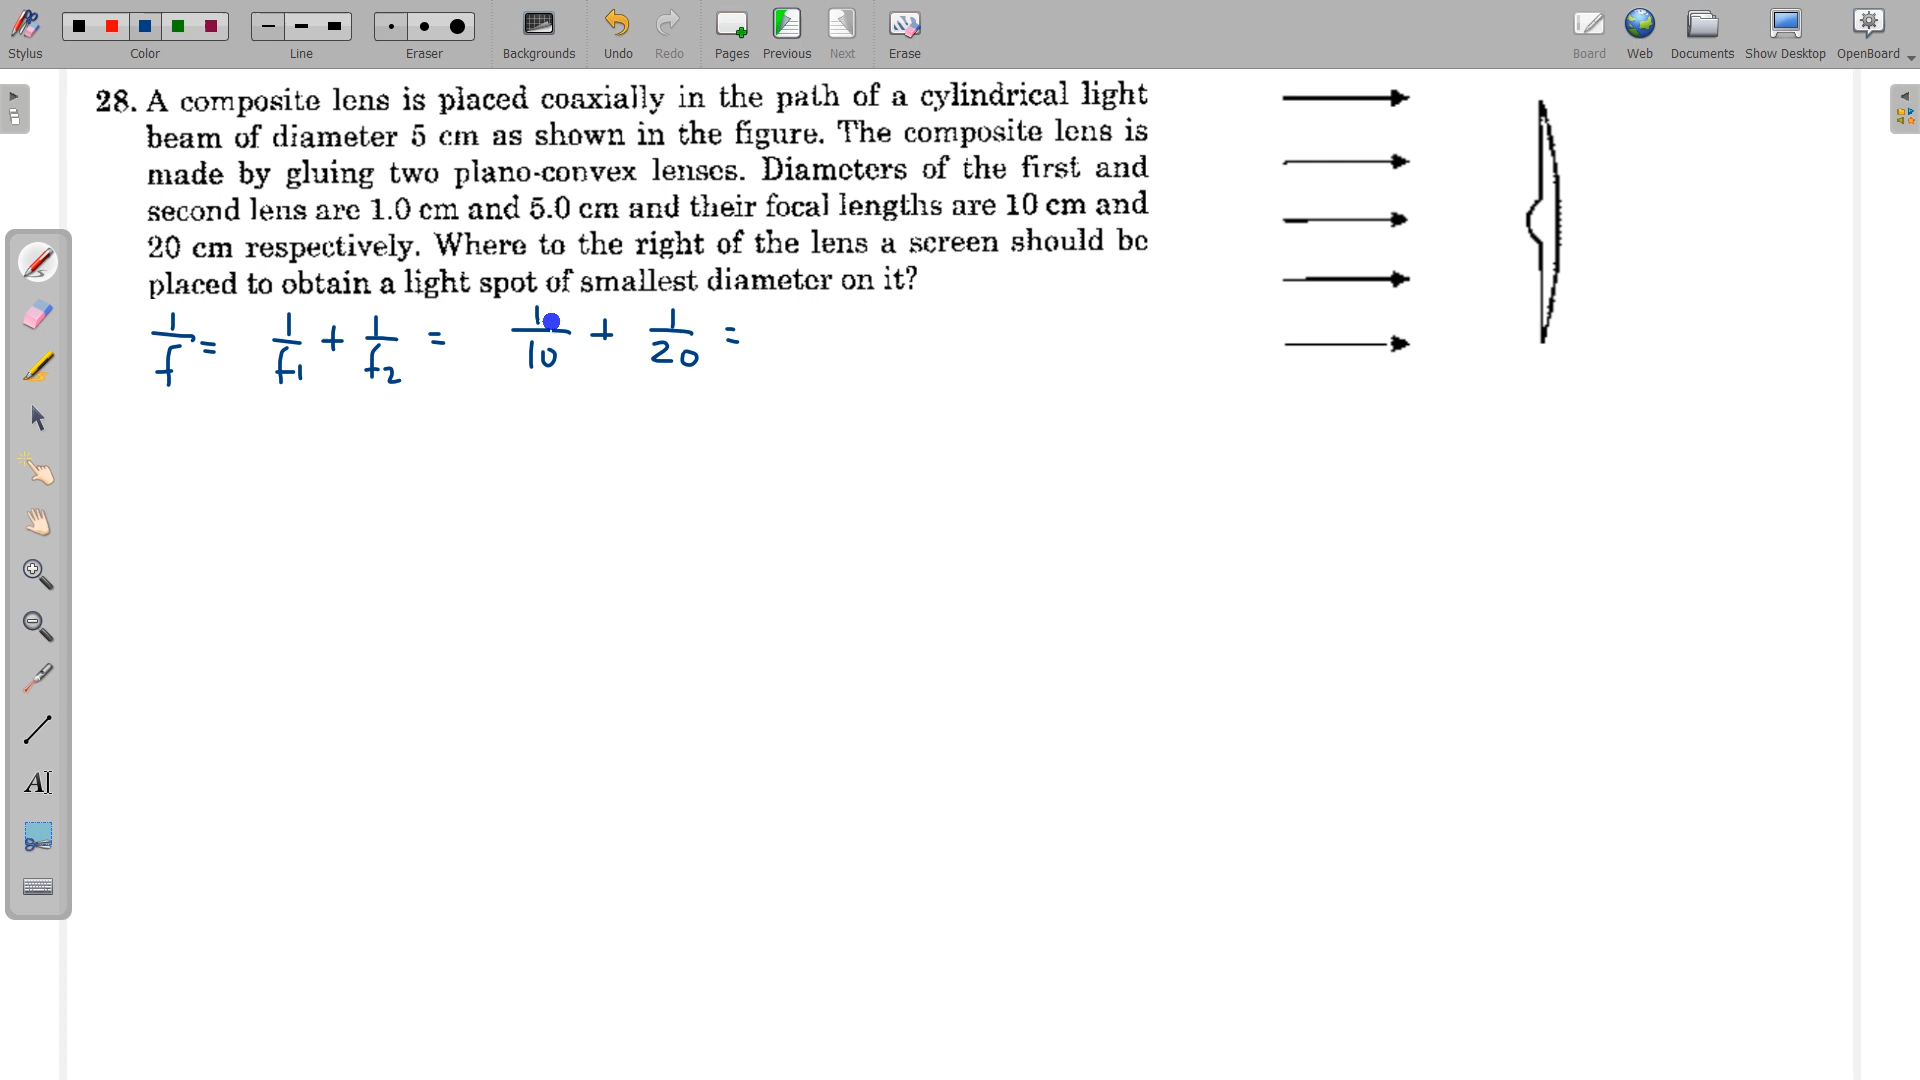 Stylus Color Line Eraser Backgrounds Undo Redo Pages Previous Next Erase Board Web Documents Show Desktop OpenBoard
28. A composite lens is placed coaxially in the path of a cylindrical light
beam of diameter 5 cm as shown in the figure. The composite lens is
made by gluing two plano-convex lenses. Diameters of the first and
second lens are 1.0 cm and 5.0 cm and their focal lengths are 10 cm and
20 cm respectively. Where to the right of the lens a screen should be
placed to obtain a light spot of smallest diameter on it?
1/f = 1/f₁ + 1/f₂ = 1/10 + 1/20 =
AI